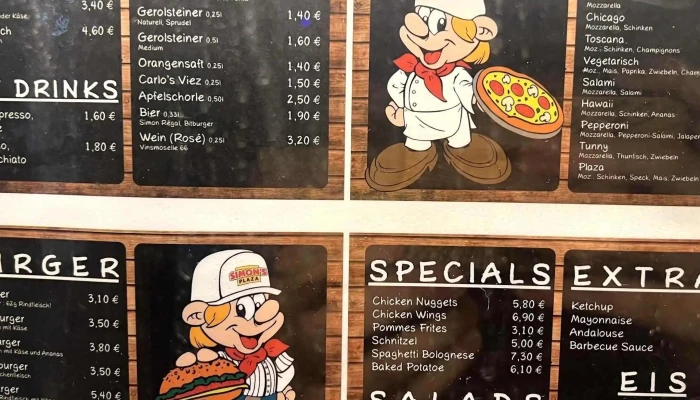 3,40 €
4,60 €
DRINKS
1,60 €
1,80 €
Gerolsteiner 0,25l 1,40 €
Naturell, Sprudel
Gerolsteiner 0,5l 1,60 €
Medium
Orangensaft 0,25l 1,40 €
Carlo's Viez 0,25l 1,50 €
Apfelschorle 0,50l 2,50 €
Bier 0,33l 1,90 €
Simon Régal, Bitburger
Wein (Rosé) 0,25l 3,20 €
Vinsmoselle 66
Mozzarella
Chicago
Mozzarella, Schinken
Toscana
Moz., Schinken, Champignons
Vegetarisch
Moz., Mais, Paprika, Zwiebeln, Cham
Salami
Mozzarella, Salami
Hawaii
Mozzarella, Schinken, Ananas
Pepperoni
Mozzarella, Pepperoni-Salami, Jalape
Tunny
Mozzarella, Thunfisch, Zwiebeln
Plaza
Moz., Schinken, Speck, Mais, Zwiebel
RGER
3,10 €
3,50 €
3,80 €
3,50 €
5,40 €
SIMON'S
PLAZA
SPECIALS
Chicken Nuggets 5,80 €
Chicken Wings 6,90 €
Pommes Frites 3,10 €
Schnitzel 5,00 €
Spaghetti Bolognese 7,30 €
Baked Potatoe 6,10 €
SALADS
EXTRA
Ketchup
Mayonnaise
Andalouse
Barbecue Sauce
EIS